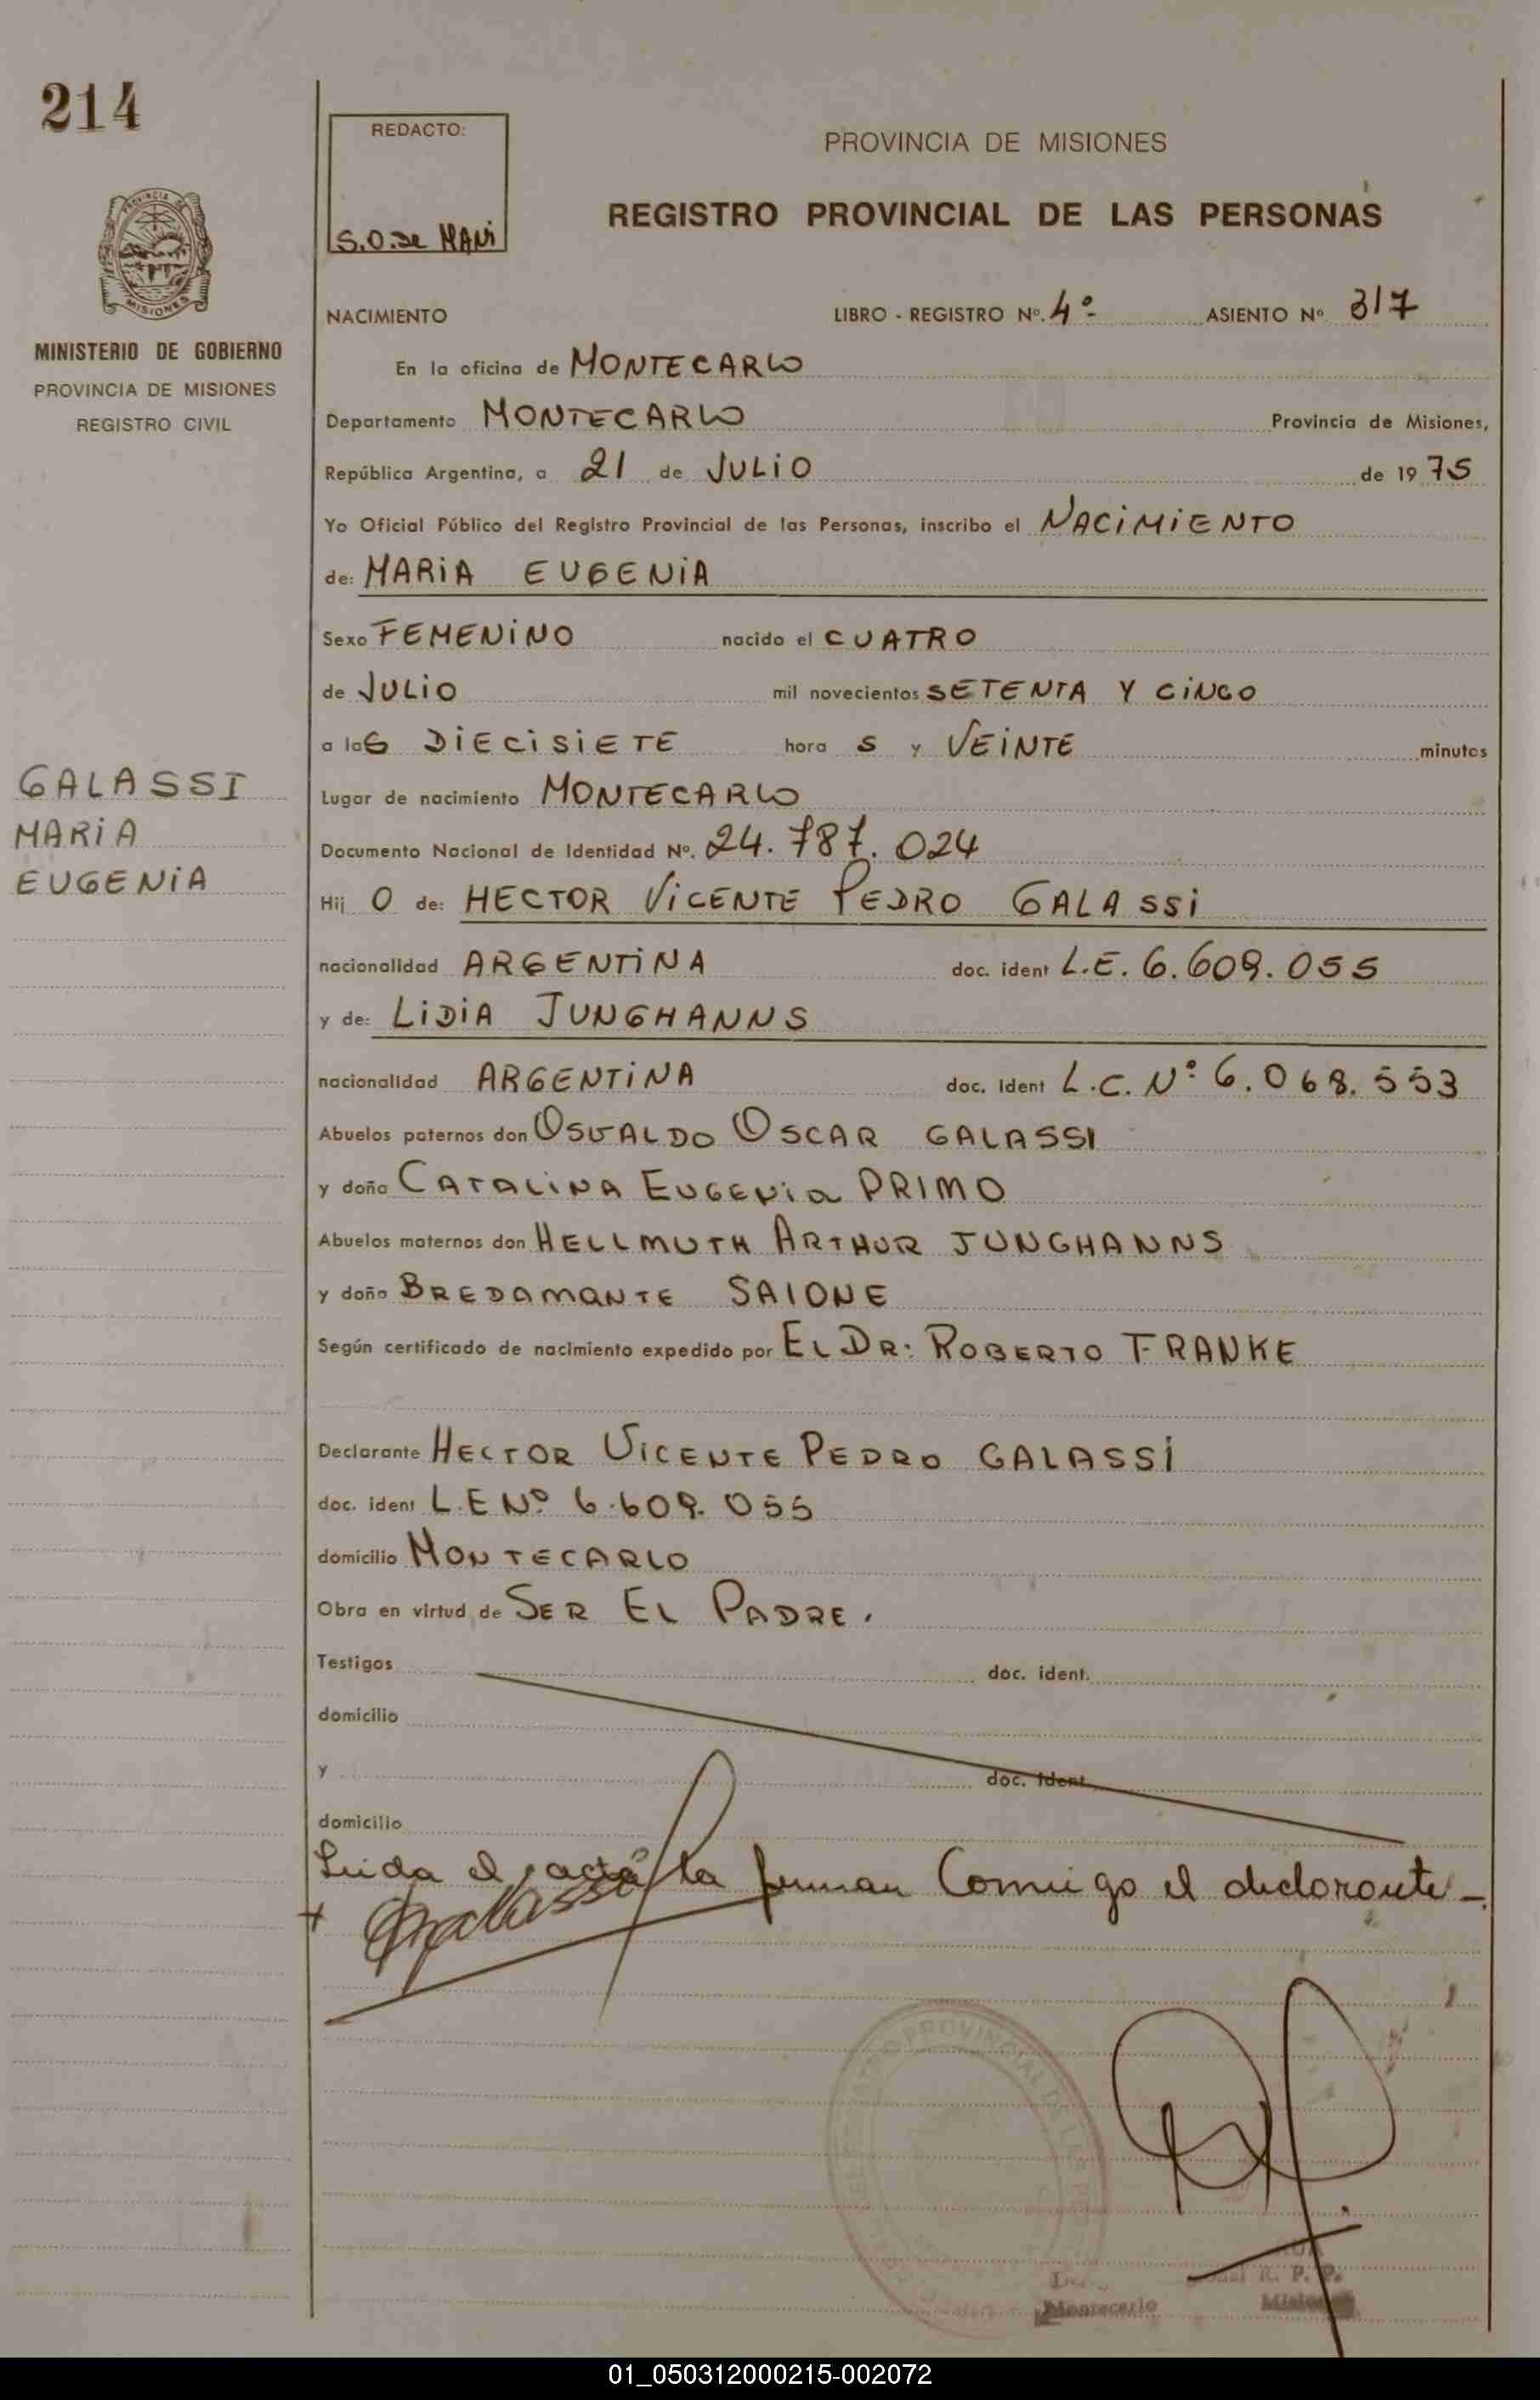 214
REDACTO:
S.O. de MANI
PROVINCIA DE MISIONES
REGISTRO PROVINCIAL DE LAS PERSONAS
PROVINCIA DE
MISIONES
MINISTERIO DE GOBIERNO
PROVINCIA DE MISIONES
REGISTRO CIVIL
NACIMIENTO LIBRO - REGISTRO Nº. 4º- ASIENTO Nº 317
En la oficina de MONTECARLO
Departamento MONTECARLO Provincia de Misiones,
República Argentina, a 21 de JULIO de 1975
Yo Oficial Público del Registro Provincial de las Personas, inscribo el NACIMIENTO
de: MARIA EUGENIA
Sexo FEMENINO nacido el CUATRO
de JULIO mil novecientos SETENTA Y CINCO
a las DIECISIETE hora s y VEINTE minutos
GALASSI
MARIA
EUGENIA
Lugar de nacimiento MONTECARLO
Documento Nacional de Identidad Nº. 24.787.024
Hij O de: HECTOR VICENTE PEDRO GALASSI
nacionalidad ARGENTINA doc. ident L.E. 6.609.055
y de: LIDIA JUNGHANNS
nacionalidad ARGENTINA doc. ident L.C. Nº 6.068.553
Abuelos paternos don OSVALDO OSCAR GALASSI
y doña CATALINA EUGENIA PRIMO
Abuelos maternos don HELLMUTH ARTHUR JUNGHANNS
y doña BREDAMANTE SAIONE
Según certificado de nacimiento expedido por EL DR: ROBERTO FRANKE
Declarante HECTOR VICENTE PEDRO GALASSI
doc. ident L.E Nº 6.609.055
domicilio MONTECARLO
Obra en virtud de SER EL PADRE.
Testigos doc. ident.
domicilio
y doc. ident
domicilio
Leida el acta la firman Conmigo el declarante -.
Galassi
PROVINCIAL DE LAS
R. P. P.
Montecarlo
01_050312000215-002072